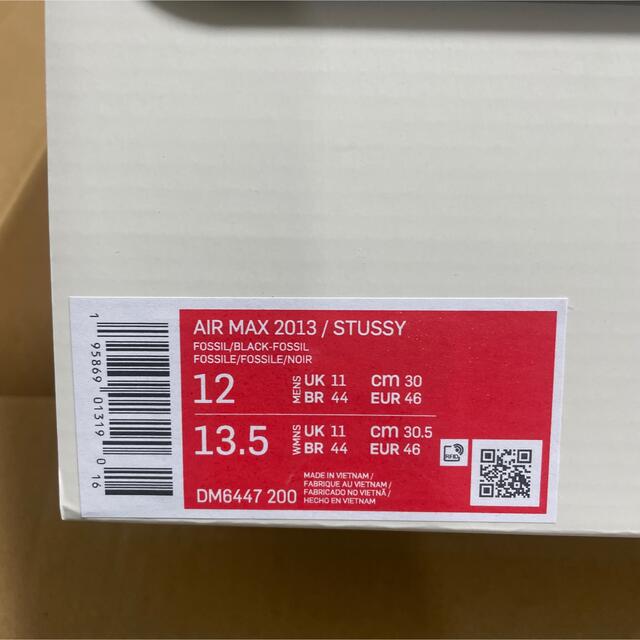 AIR MAX 2013 / STUSSY
FOSSIL/BLACK-FOSSIL
FOSSILE/FOSSILE/NOIR
12 MENS UK 11 cm 30
BR 44 EUR 46
13.5 WMNS UK 11 cm 30.5
BR 44 EUR 46
RFID
DM6447 200
MADE IN VIETNAM /
FABRIQUE AU VIETNAM /
FABRICADO NO VIETNÃ /
HECHO EN VIETNAM
1 95869 01319 016